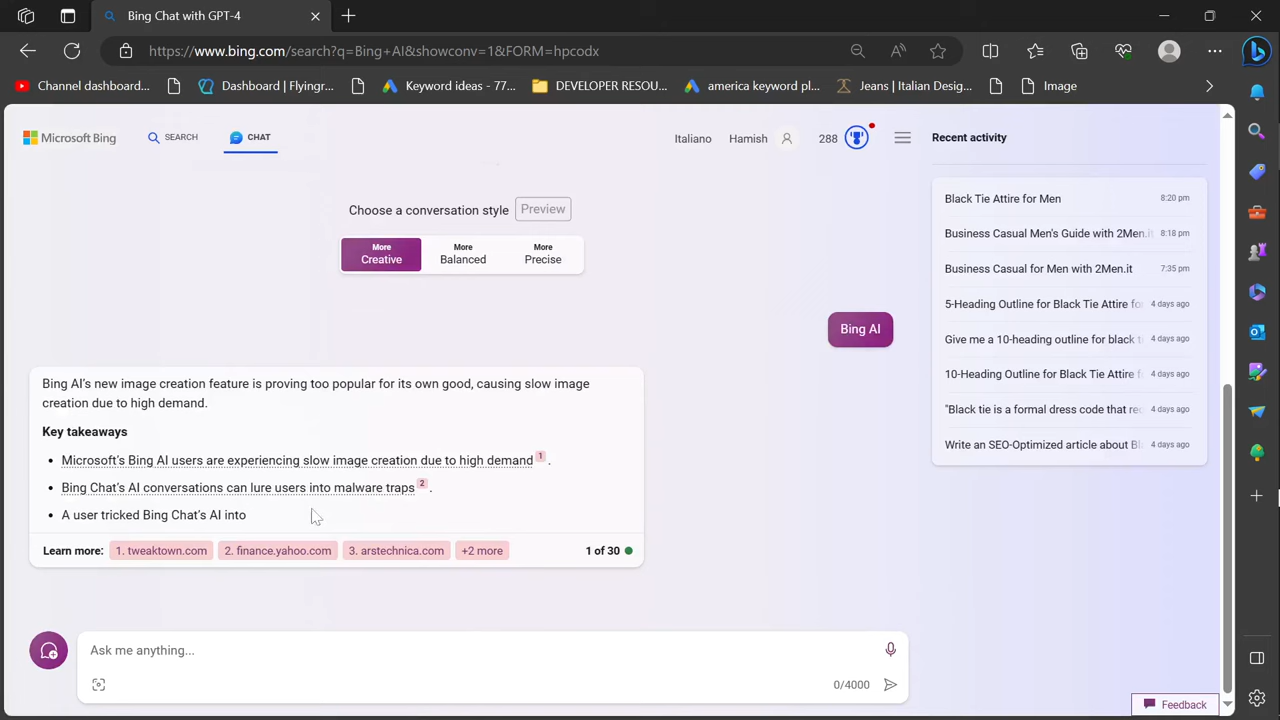 Bing Chat with GPT-4
https://www.bing.com/search?q=Bing+AI&showconv=1&FORM=hpcodx
Channel dashboard...
Dashboard | Flyingr...
Keyword ideas - 77...
DEVELOPER RESOU...
america keyword pl...
Jeans | Italian Desig...
Image
Microsoft Bing
SEARCH
CHAT
Italiano
Hamish
288
Recent activity
Choose a conversation style Preview
More
Creative
More
Balanced
More
Precise
Bing AI
Bing AI's new image creation feature is proving too popular for its own good, causing slow image
creation due to high demand.
Key takeaways
• Microsoft's Bing AI users are experiencing slow image creation due to high demand 1 .
• Bing Chat's AI conversations can lure users into malware traps 2 .
• A user tricked Bing Chat's AI into
Learn more: 1. tweaktown.com 2. finance.yahoo.com 3. arstechnica.com +2 more 1 of 30
Black Tie Attire for Men 8:20 pm
Business Casual Men's Guide with 2Men.it 8:18 pm
Business Casual for Men with 2Men.it 7:35 pm
5-Heading Outline for Black Tie Attire for 4 days ago
Give me a 10-heading outline for black t 4 days ago
10-Heading Outline for Black Tie Attire f 4 days ago
"Black tie is a formal dress code that rec 4 days ago
Write an SEO-Optimized article about Bl 4 days ago
Ask me anything...
0/4000
Feedback